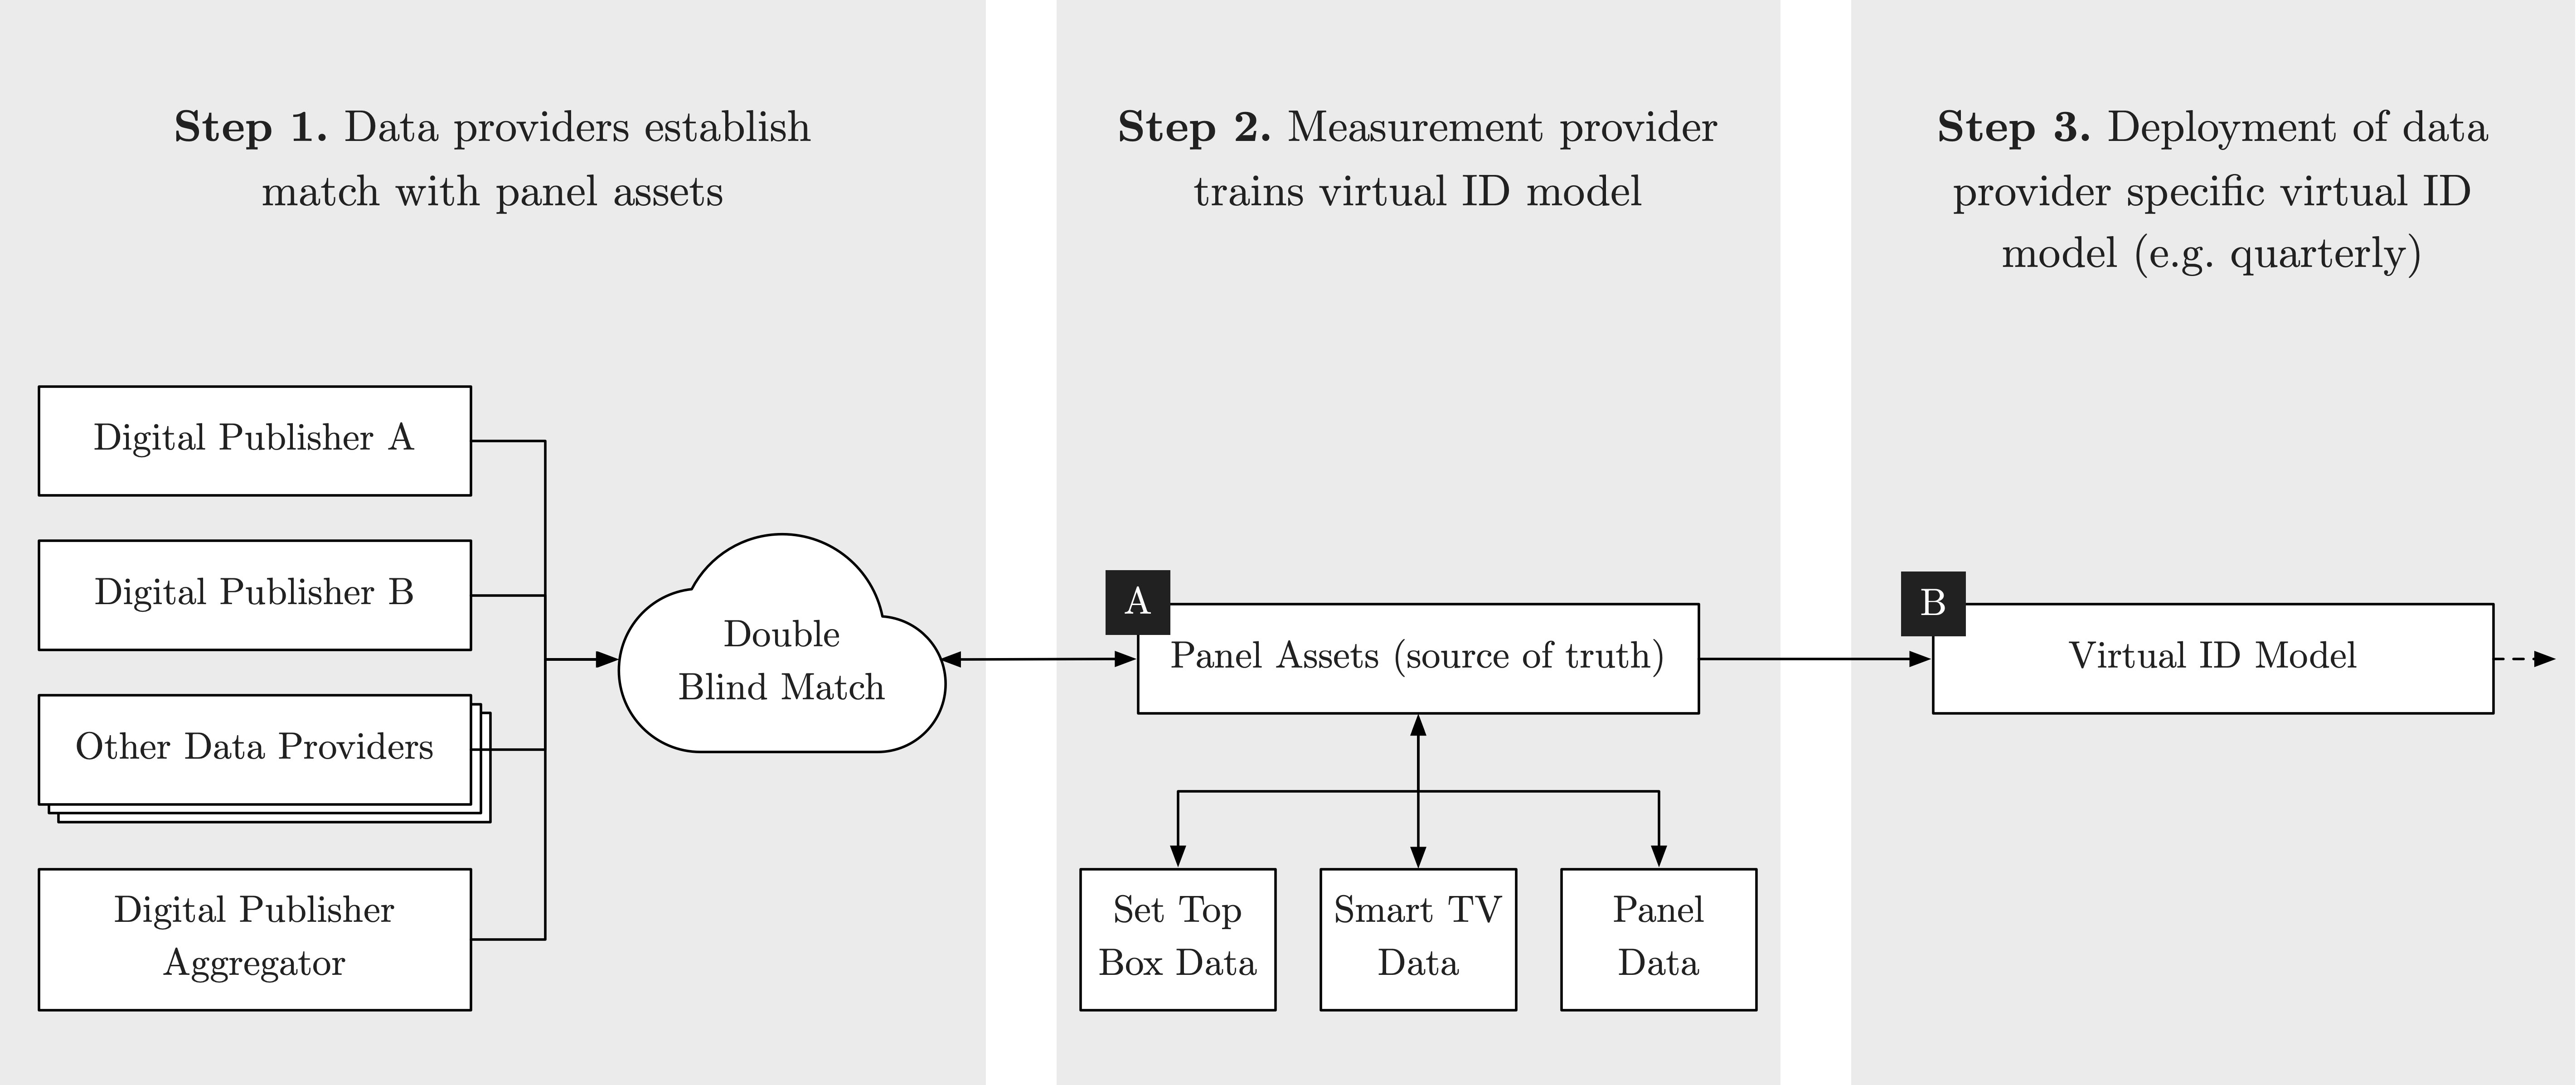 Step 1. Data providers establish
match with panel assets
Digital Publisher A
Digital Publisher B
Other Data Providers
Digital Publisher
Aggregator
Double
Blind Match
Step 2. Measurement provider
trains virtual ID model
A
Panel Assets (source of truth)
Set Top
Box Data
Smart TV
Data
Panel
Data
Step 3. Deployment of data
provider specific virtual ID
model (e.g. quarterly)
B
Virtual ID Model